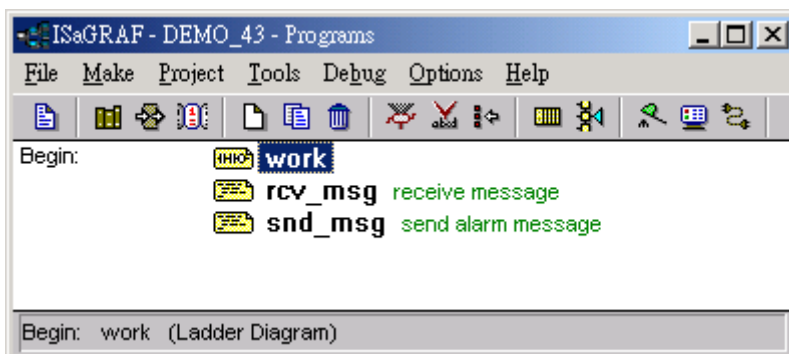 ISaGRAF - DEMO_43 - Programs
File Make Project Tools Debug Options Help
Begin: work
rcv_msg receive message
snd_msg send alarm message
Begin: work (Ladder Diagram)